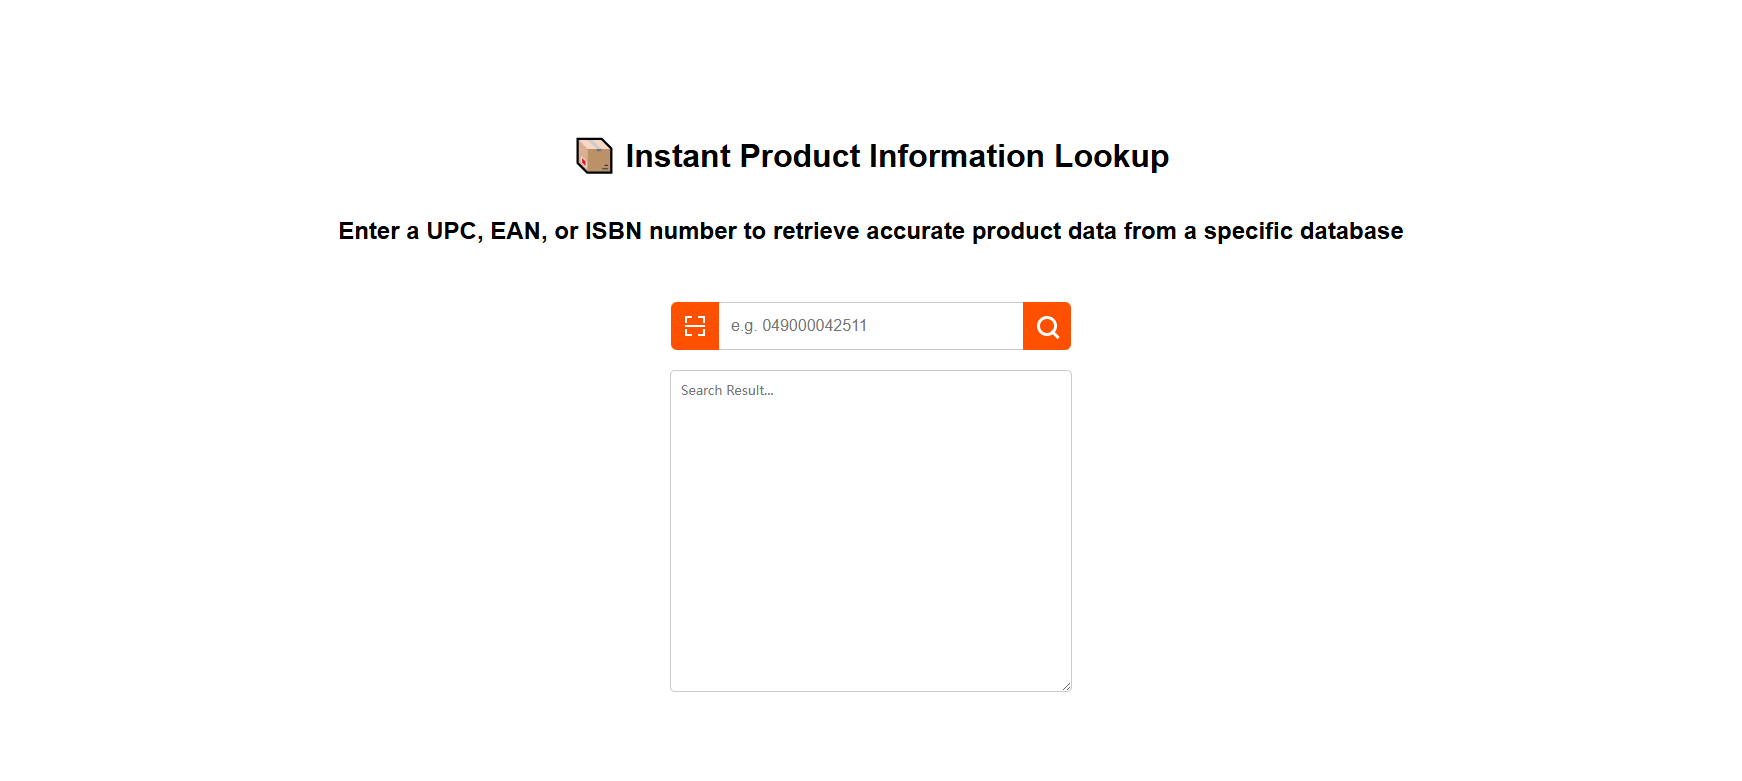 Instant Product Information Lookup
Enter a UPC, EAN, or ISBN number to retrieve accurate product data from a specific database
e.g. 049000042511
Search Result...